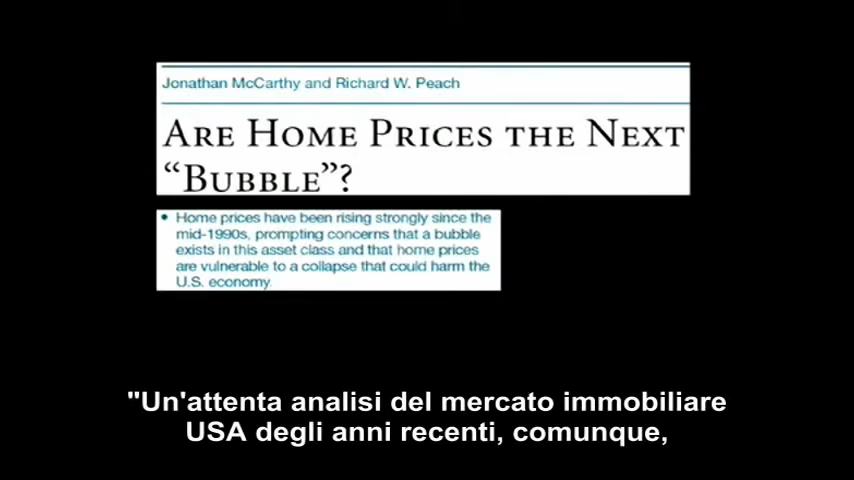 Jonathan McCarthy and Richard W. Peach
ARE HOME PRICES THE NEXT
“BUBBLE”?
• Home prices have been rising strongly since the
mid-1990s, prompting concerns that a bubble
exists in this asset class and that home prices
are vulnerable to a collapse that could harm the
U.S. economy.
"Un'attenta analisi del mercato immobiliare
USA degli anni recenti, comunque,